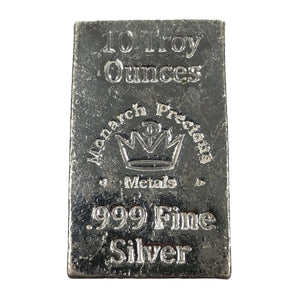 10 Troy
Ounces
Monarch Precious
Metals
.999 Fine
Silver